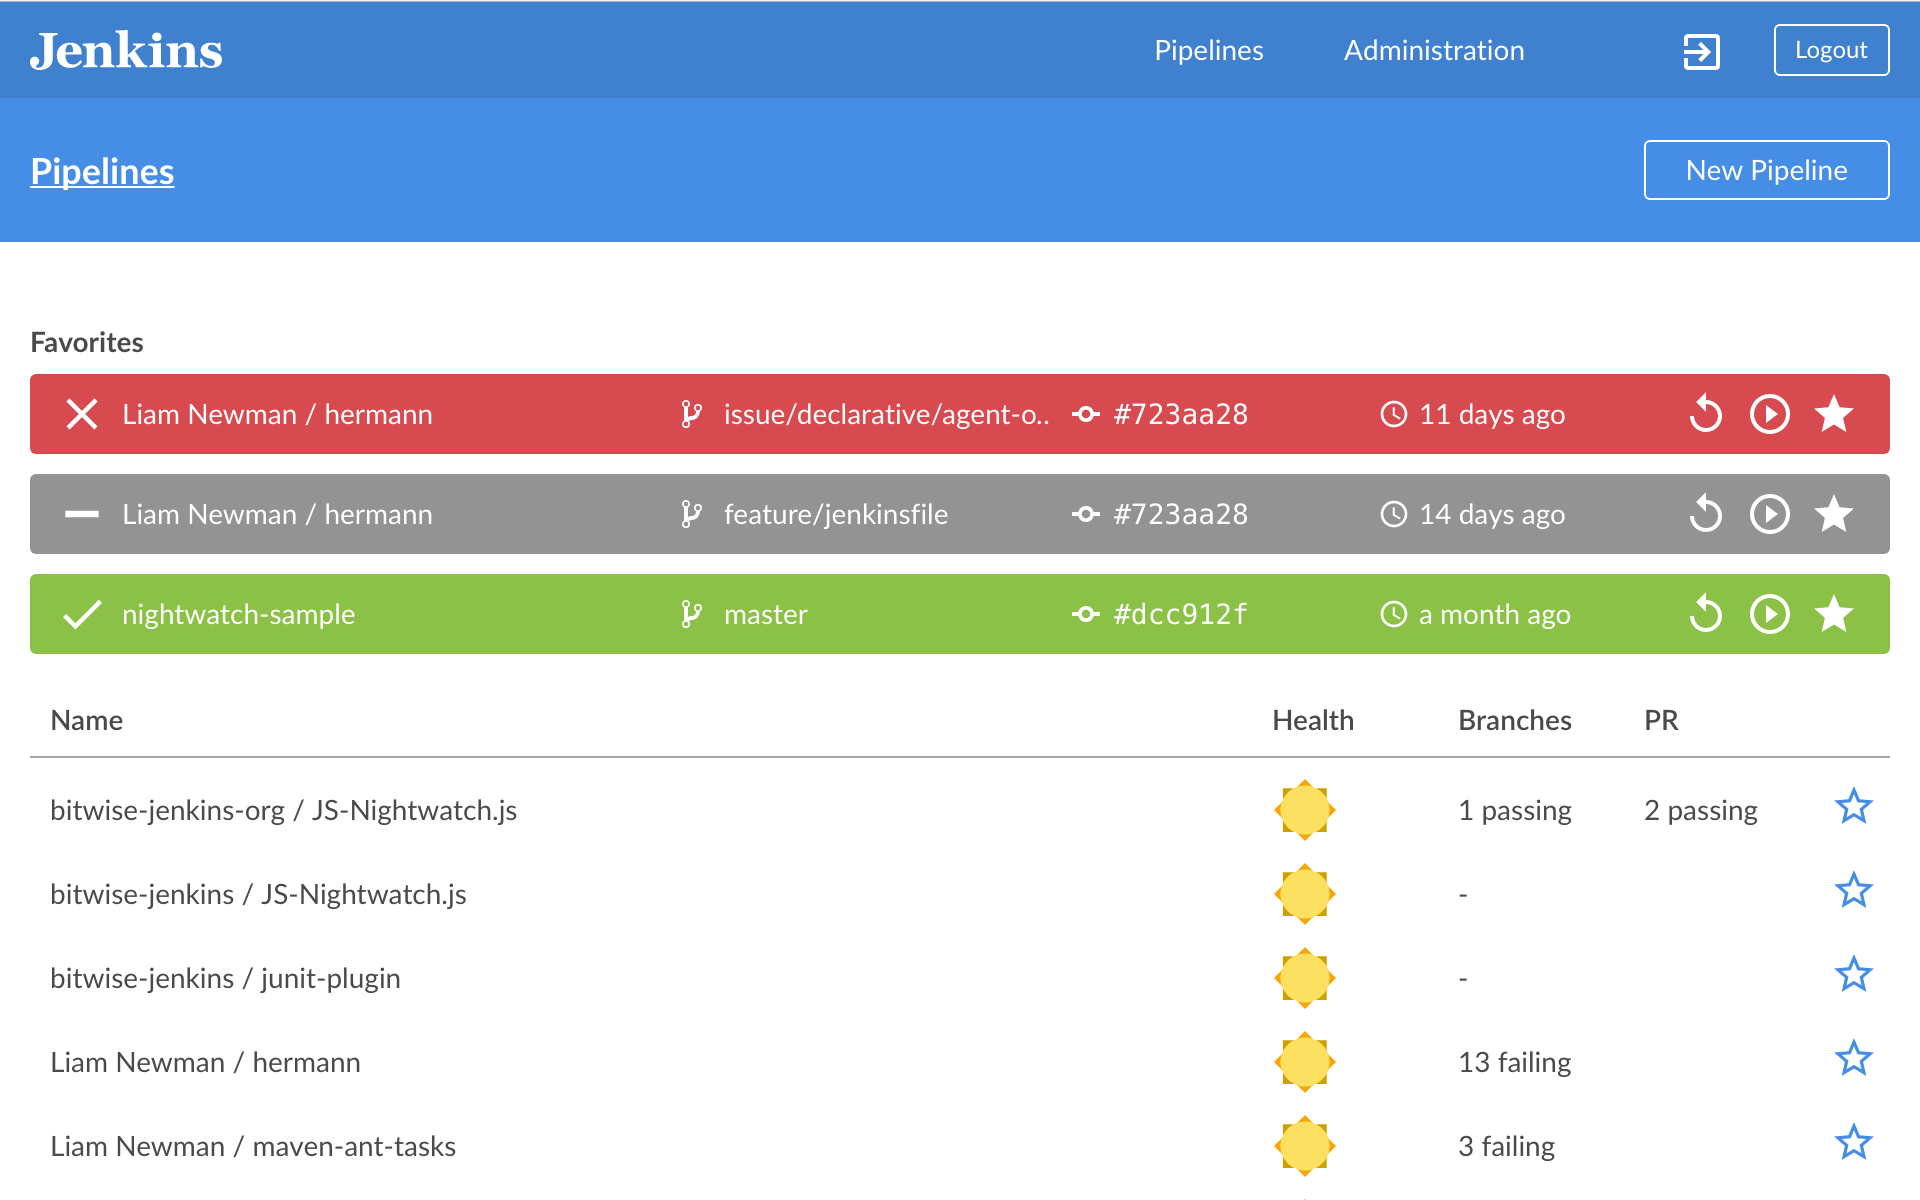 Jenkins Pipelines Administration Logout
Pipelines New Pipeline
Favorites
Liam Newman / hermann issue/declarative/agent-o.. #723aa28 11 days ago
Liam Newman / hermann feature/jenkinsfile #723aa28 14 days ago
nightwatch-sample master #dcc912f a month ago
Name Health Branches PR
bitwise-jenkins-org / JS-Nightwatch.js 1 passing 2 passing
bitwise-jenkins / JS-Nightwatch.js -
bitwise-jenkins / junit-plugin -
Liam Newman / hermann 13 failing
Liam Newman / maven-ant-tasks 3 failing